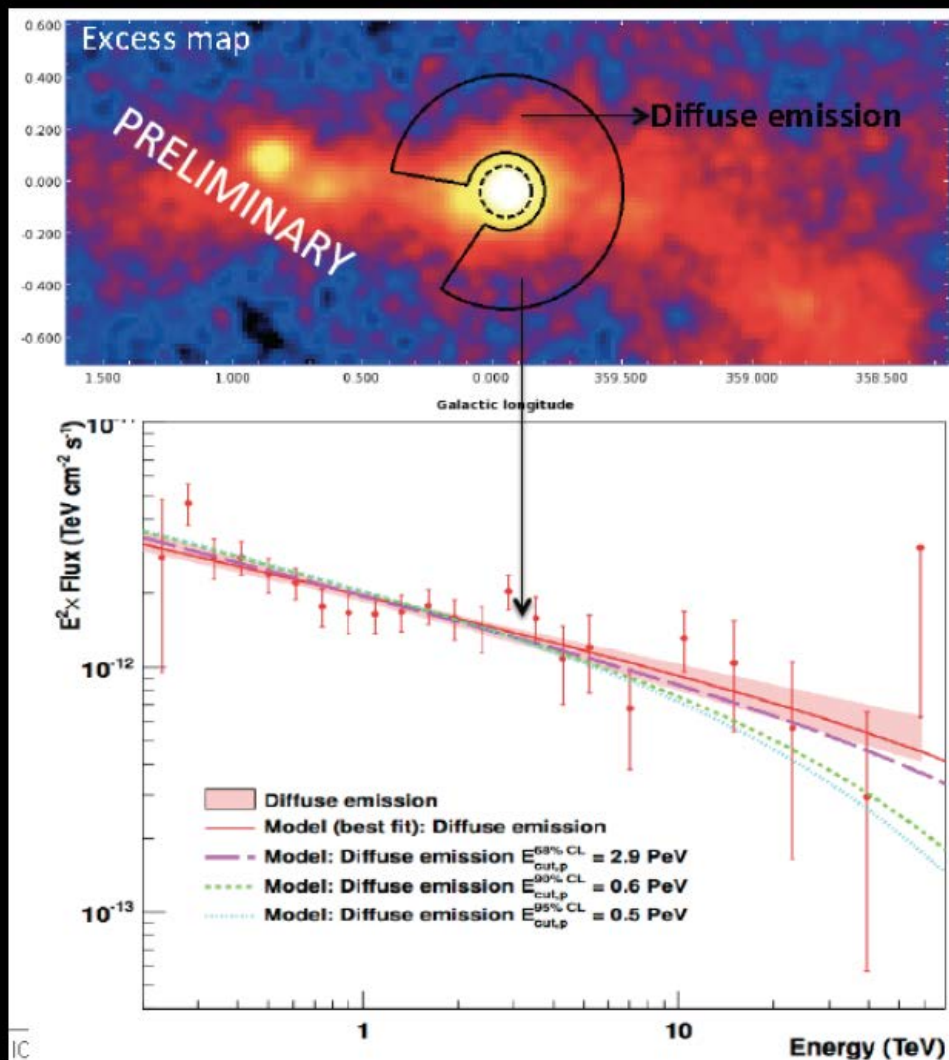 Excess map
PRELIMINARY
Diffuse emission
0.600
0.400
0.200
0.000
-0.200
-0.400
-0.600
1.500 1.000 0.500 0.000 359.500 359.000 358.500
Galactic longitude
E²× Flux (TeV cm⁻² s⁻¹)
10⁻¹²
10⁻¹³
Diffuse emission
Model (best fit): Diffuse emission
Model: Diffuse emission E^68% CL_cut,p = 2.9 PeV
Model: Diffuse emission E^90% CL_cut,p = 0.6 PeV
Model: Diffuse emission E^95% CL_cut,p = 0.5 PeV
1 10
Energy (TeV)
IC